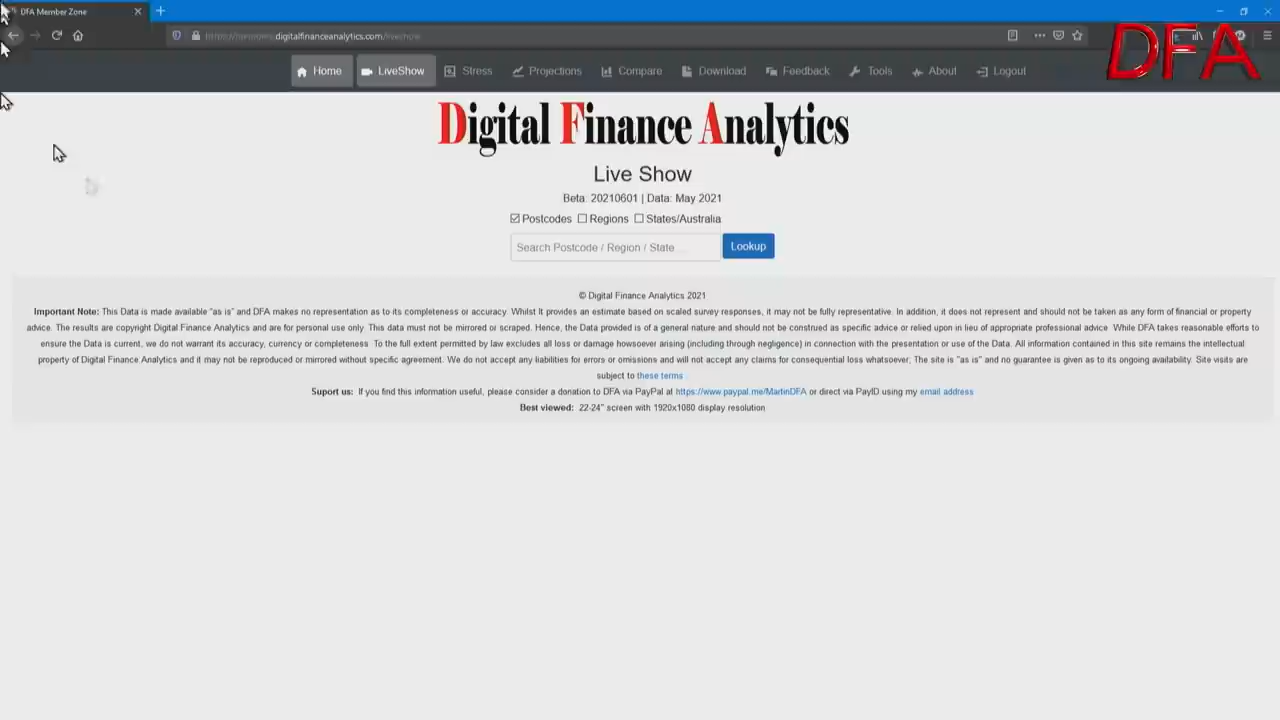 DFA Member Zone
https://members.digitalfinanceanalytics.com/liveshow
DFA
Home LiveShow Stress Projections Compare Download Feedback Tools About Logout
Digital Finance Analytics
Live Show
Beta: 20210601 | Data: May 2021
Postcodes Regions States/Australia
Search Postcode / Region / State ... Lookup
© Digital Finance Analytics 2021
Important Note: This Data is made available "as is" and DFA makes no representation as to its completeness or accuracy. Whilst It provides an estimate based on scaled survey responses, it may not be fully representative. In addition, it does not represent and should not be taken as any form of financial or property
advice. The results are copyright Digital Finance Analytics and are for personal use only. This data must not be mirrored or scraped. Hence, the Data provided is of a general nature and should not be construed as specific advice or relied upon in lieu of appropriate professional advice. While DFA takes reasonable efforts to
ensure the Data is current, we do not warrant its accuracy, currency or completeness. To the full extent permitted by law excludes all loss or damage howsoever arising (including through negligence) in connection with the presentation or use of the Data. All information contained in this site remains the intellectual
property of Digital Finance Analytics and it may not be reproduced or mirrored without specific agreement. We do not accept any liabilities for errors or omissions and will not accept any claims for consequential loss whatsoever; The site is "as is" and no guarantee is given as to its ongoing availability. Site visits are
subject to these terms
Suport us: If you find this information useful, please consider a donation to DFA via PayPal at https://www.paypal.me/MartinDFA or direct via PayID using my email address
Best viewed: 22-24" screen with 1920x1080 display resolution